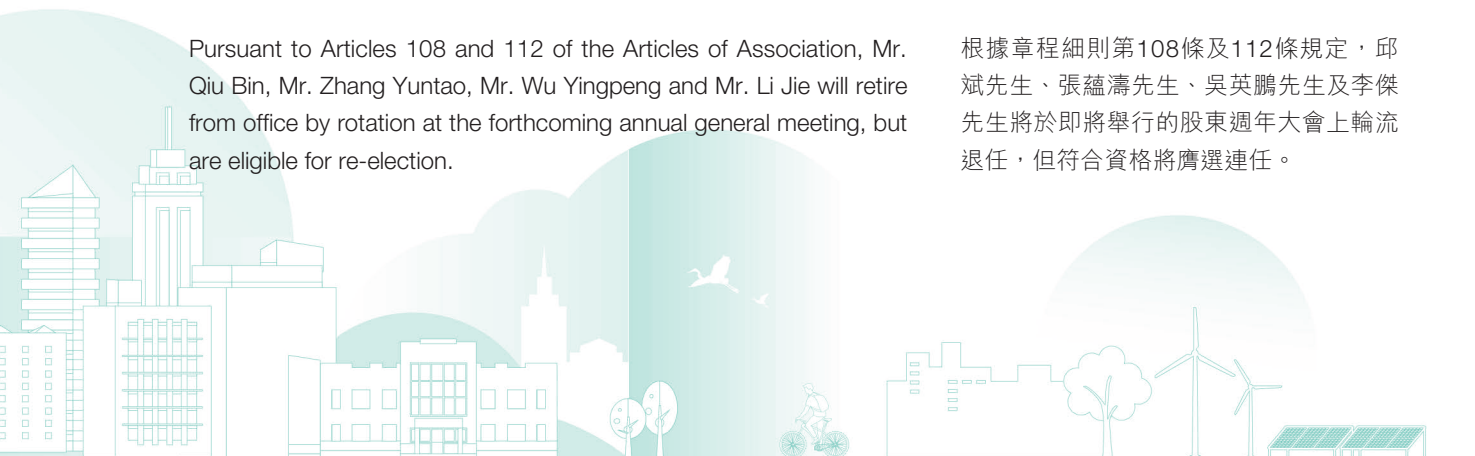 Pursuant to Articles 108 and 112 of the Articles of Association, Mr.
Qiu Bin, Mr. Zhang Yuntao, Mr. Wu Yingpeng and Mr. Li Jie will retire
from office by rotation at the forthcoming annual general meeting, but
are eligible for re-election.
根據章程細則第108條及112條規定，邱
斌先生、張蘊濤先生、吳英鵬先生及李傑
先生將於即將舉行的股東週年大會上輪流
退任，但符合資格將膺選連任。